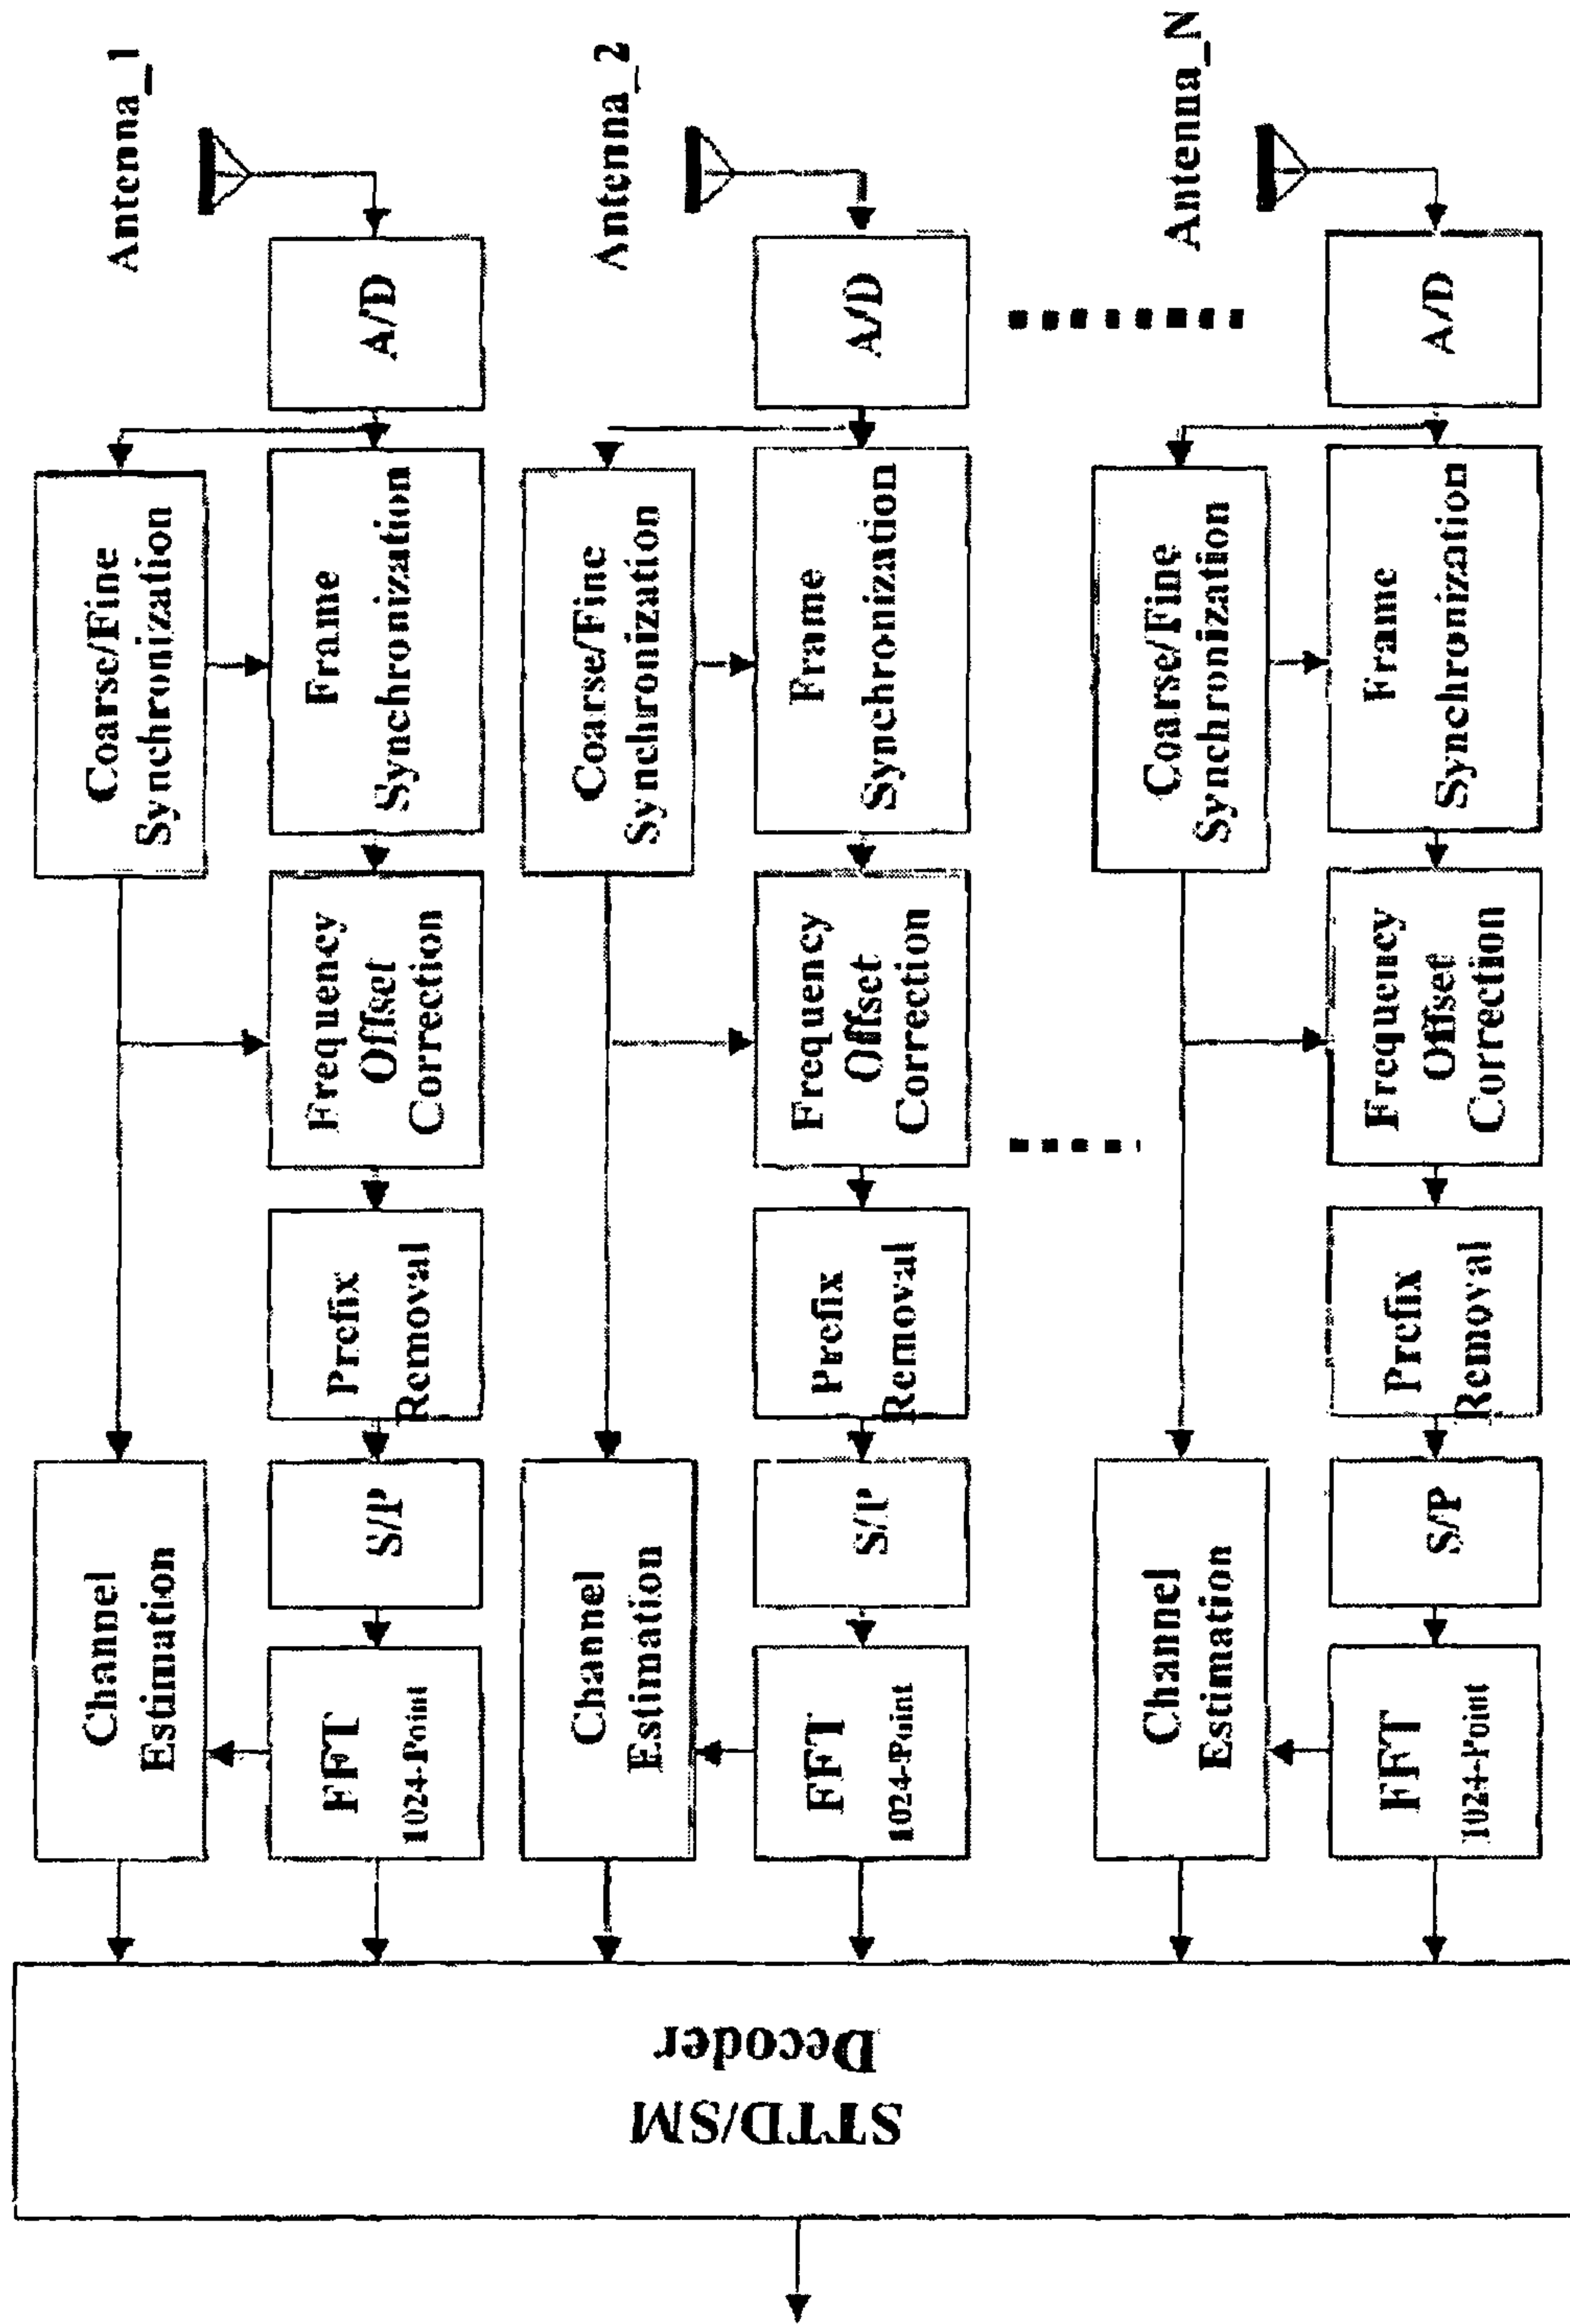 Antenna_1
A/D
Coarse/Fine
Synchronization
Frame
Synchronization
Frequency
Offset
Correction
Prefix
Removal
S/P
Channel
Estimation
FFT
1024-Point
Antenna_2
A/D
Coarse/Fine
Synchronization
Frame
Synchronization
Frequency
Offset
Correction
Prefix
Removal
S/P
Channel
Estimation
FFT
1024-Point
Antenna_N
A/D
Coarse/Fine
Synchronization
Frame
Synchronization
Frequency
Offset
Correction
Prefix
Removal
S/P
Channel
Estimation
FFT
1024-Point
STTD/SM
Decoder